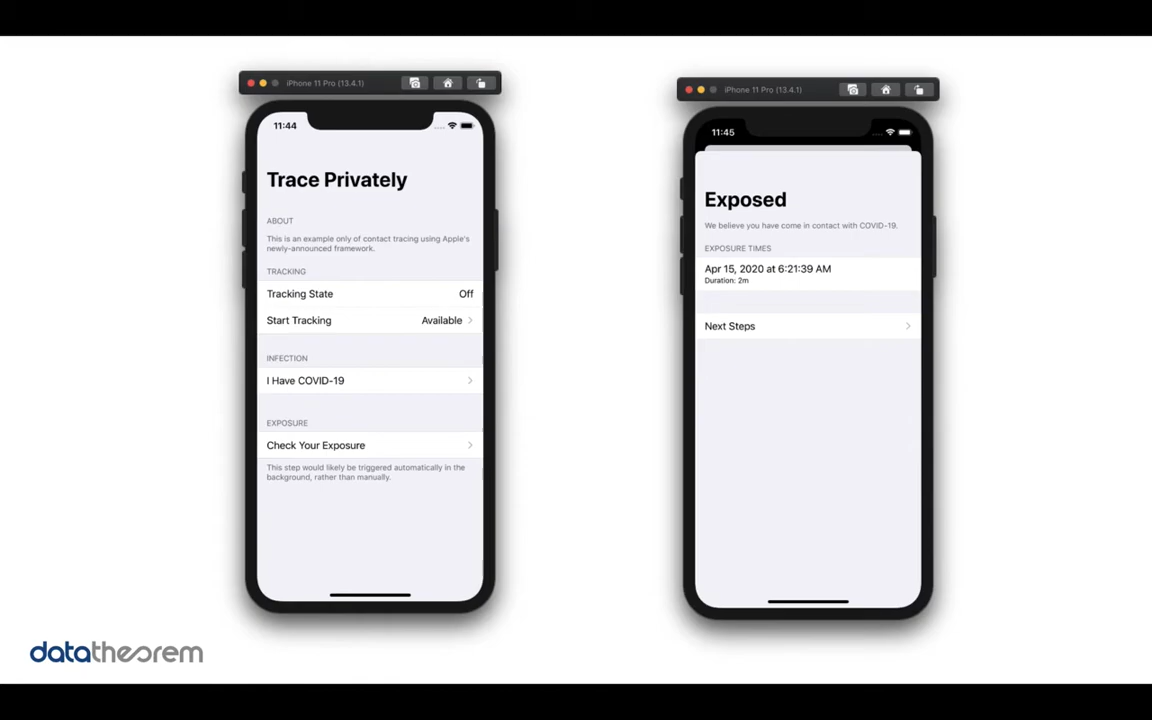 iPhone 11 Pro (13.4.1)
11:44
Trace Privately
ABOUT
This is an example only of contact tracing using Apple's
newly-announced framework.
TRACKING
Tracking State Off
Start Tracking Available
INFECTION
I Have COVID-19
EXPOSURE
Check Your Exposure
This step would likely be triggered automatically in the
background, rather than manually.
iPhone 11 Pro (13.4.1)
11:45
Exposed
We believe you have come in contact with COVID-19.
EXPOSURE TIMES
Apr 15, 2020 at 6:21:39 AM
Duration: 2m
Next Steps
datatheorem